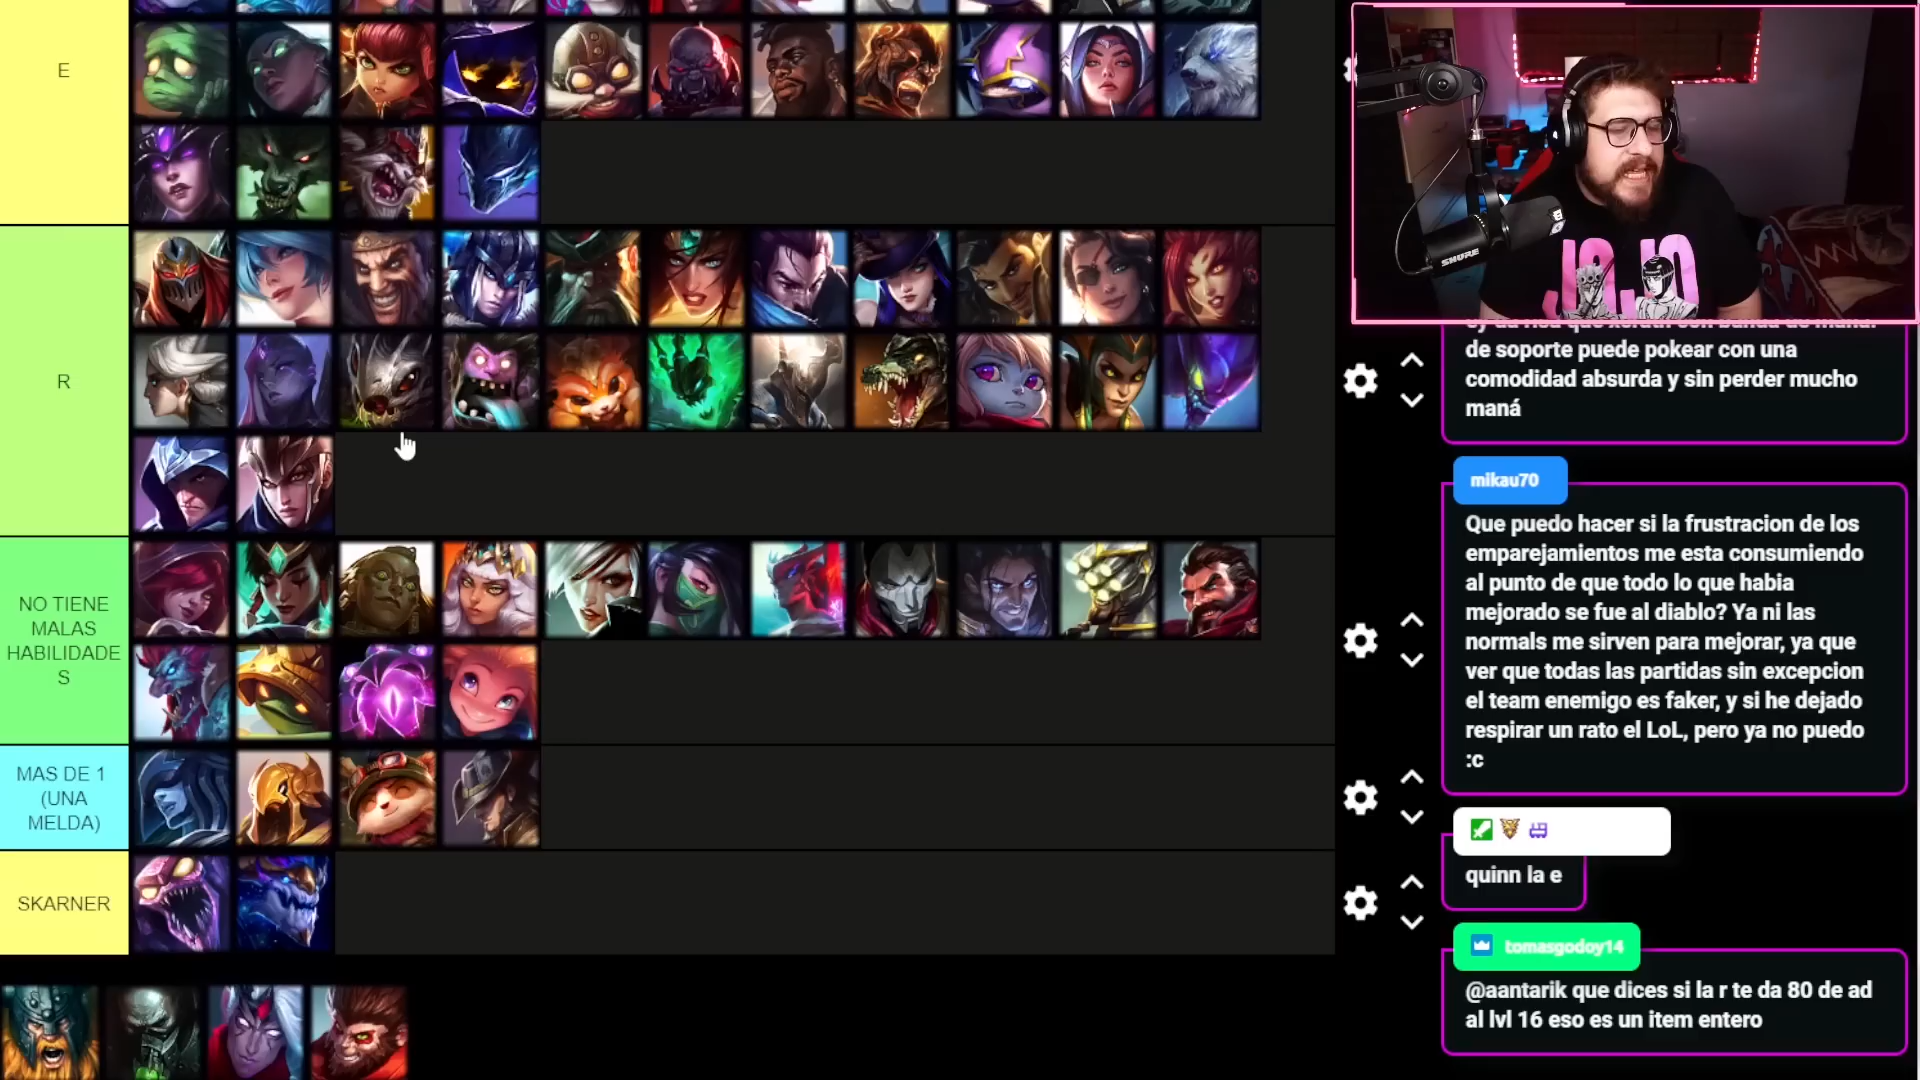 E
R
NO TIENE
MALAS
HABILIDADE
S
MAS DE 1
(UNA
MELDA)
SKARNER
SHURE
JOJO
de soporte puede pokear con una
comodidad absurda y sin perder mucho
maná
mikau70
Que puedo hacer si la frustracion de los
emparejamientos me esta consumiendo
al punto de que todo lo que habia
mejorado se fue al diablo? Ya ni las
normals me sirven para mejorar, ya que
ver que todas las partidas sin excepcion
el team enemigo es faker, y si he dejado
respirar un rato el LoL, pero ya no puedo
:c
quinn la e
tomasgodoy14
@aantarik que dices si la r te da 80 de ad
al lvl 16 eso es un item entero